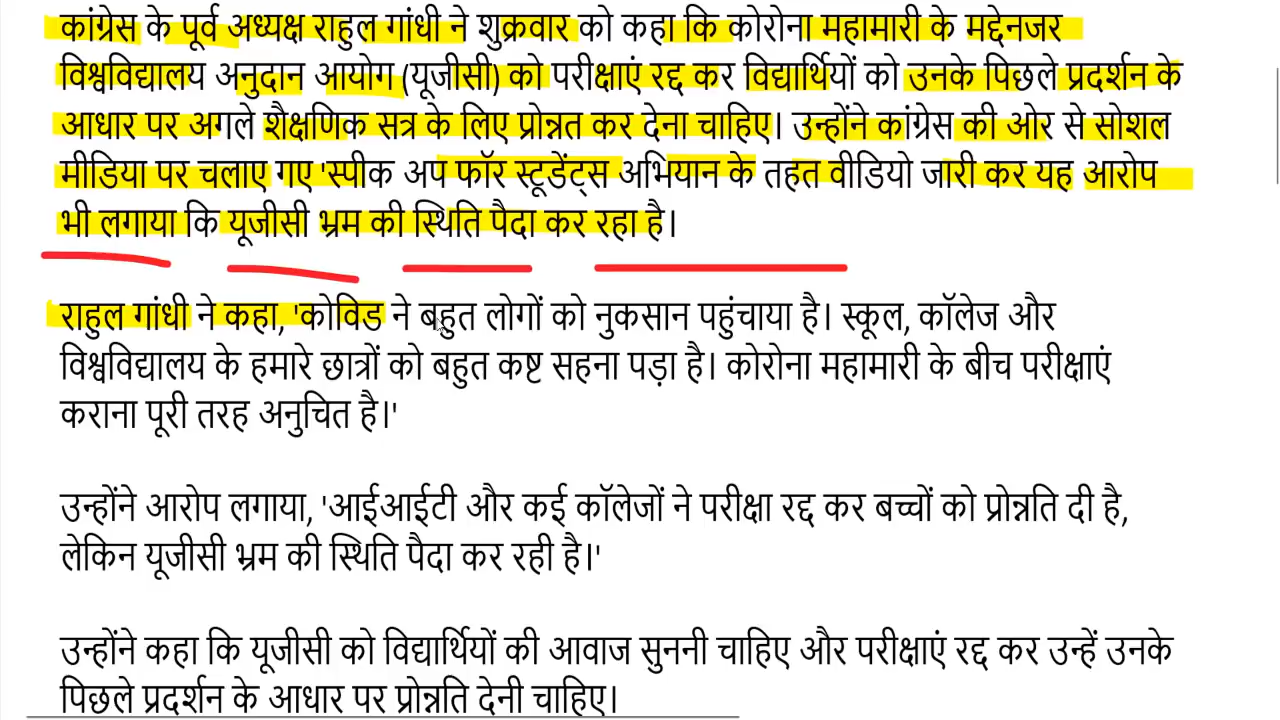 कांग्रेस के पूर्व अध्यक्ष राहुल गांधी ने शुक्रवार को कहा कि कोरोना महामारी के मद्देनजर
विश्वविद्यालय अनुदान आयोग (यूजीसी) को परीक्षाएं रद्द कर विद्यार्थियों को उनके पिछले प्रदर्शन के
आधार पर अगले शैक्षणिक सत्र के लिए प्रोन्नत कर देना चाहिए। उन्होंने कांग्रेस की ओर से सोशल
मीडिया पर चलाए गए 'स्पीक अप फॉर स्टूडेंट्स अभियान के तहत वीडियो जारी कर यह आरोप
भी लगाया कि यूजीसी भ्रम की स्थिति पैदा कर रहा है।
राहुल गांधी ने कहा, 'कोविड ने बहुत लोगों को नुकसान पहुंचाया है। स्कूल, कॉलेज और
विश्वविद्यालय के हमारे छात्रों को बहुत कष्ट सहना पड़ा है। कोरोना महामारी के बीच परीक्षाएं
कराना पूरी तरह अनुचित है।'
उन्होंने आरोप लगाया, 'आईआईटी और कई कॉलेजों ने परीक्षा रद्द कर बच्चों को प्रोन्नति दी है,
लेकिन यूजीसी भ्रम की स्थिति पैदा कर रही है।'
उन्होंने कहा कि यूजीसी को विद्यार्थियों की आवाज सुननी चाहिए और परीक्षाएं रद्द कर उन्हें उनके
पिछले प्रदर्शन के आधार पर प्रोन्नति देनी चाहिए।